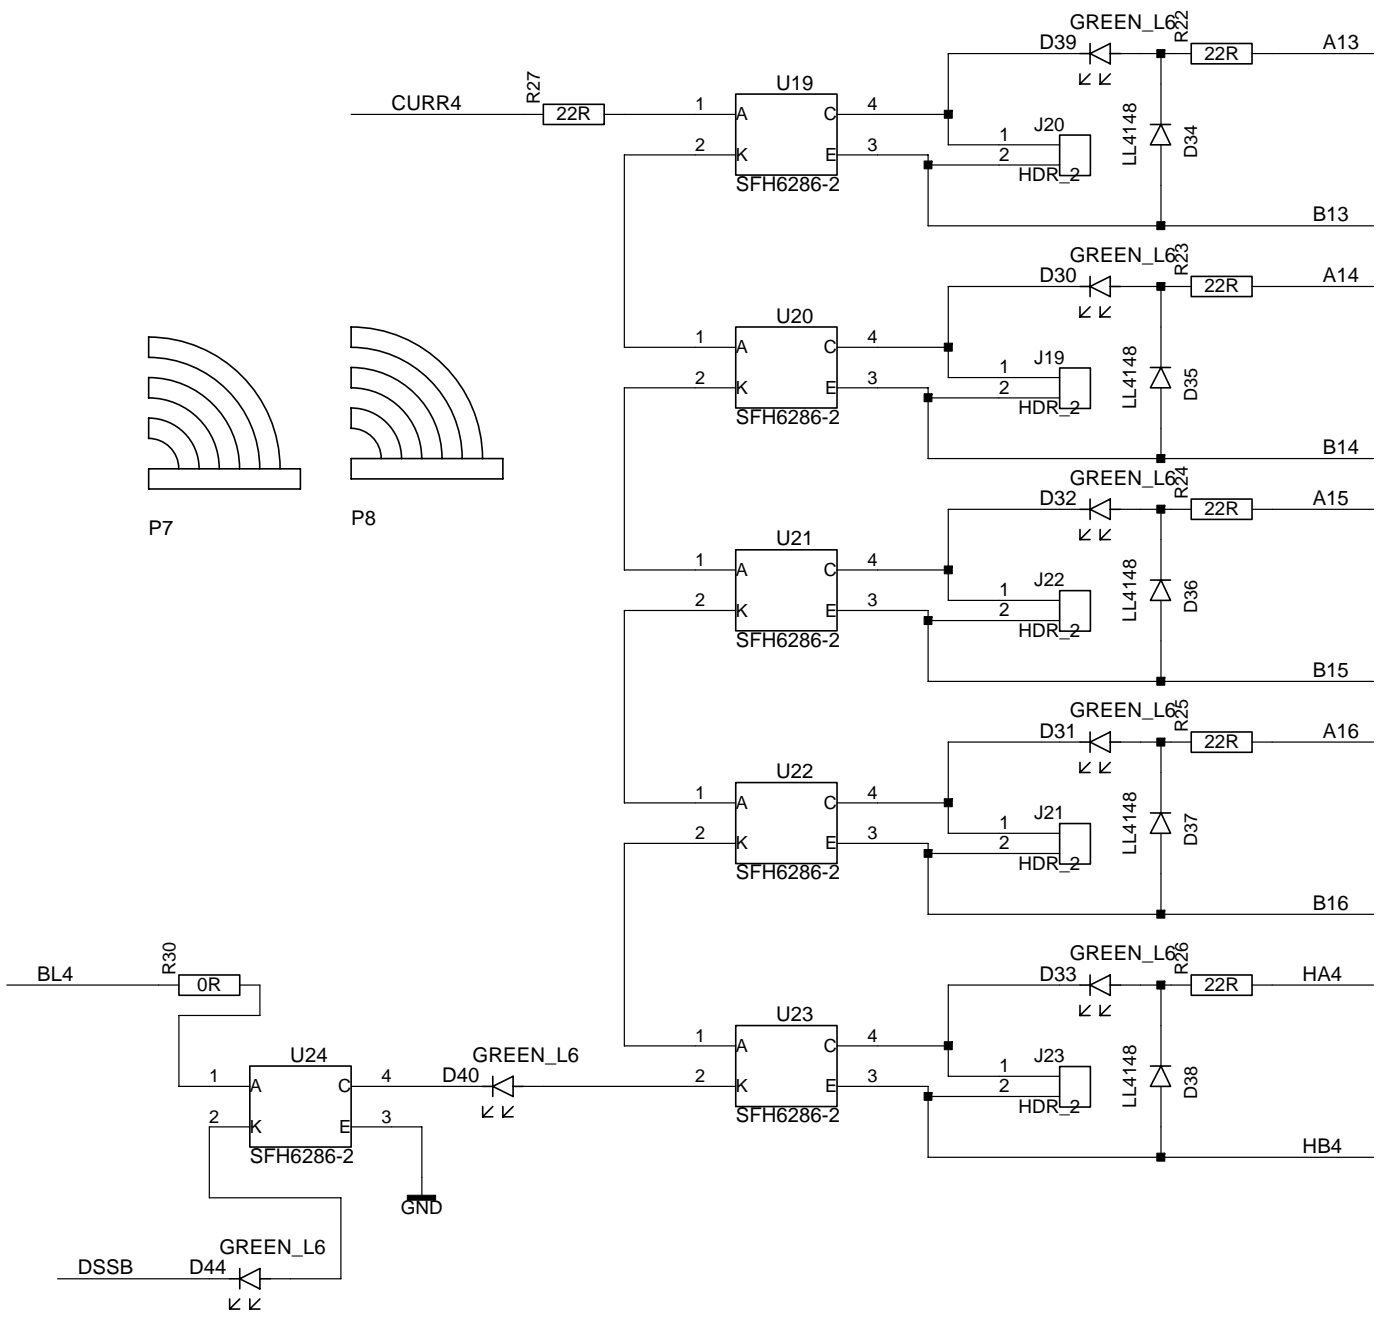 GREEN_L6
D39
R22
22R
A13
CURR4
R27
22R
U19
1
A
C
4
2
K
E
3
SFH6286-2
J20
1
2
HDR_2
LL4148
D34
B13
GREEN_L6
D30
R23
22R
A14
U20
1
A
C
4
2
K
E
3
SFH6286-2
J19
1
2
HDR_2
LL4148
D35
B14
P7
P8
GREEN_L6
D32
R24
22R
A15
U21
1
A
C
4
2
K
E
3
SFH6286-2
J22
1
2
HDR_2
LL4148
D36
B15
GREEN_L6
D31
R25
22R
A16
U22
1
A
C
4
2
K
E
3
SFH6286-2
J21
1
2
HDR_2
LL4148
D37
B16
GREEN_L6
D33
R26
22R
HA4
U23
1
A
C
4
2
K
E
3
SFH6286-2
J23
1
2
HDR_2
LL4148
D38
HB4
BL4
R30
0R
U24
1
A
C
4
2
K
E
3
SFH6286-2
D40
GREEN_L6
GND
GREEN_L6
DSSB
D44